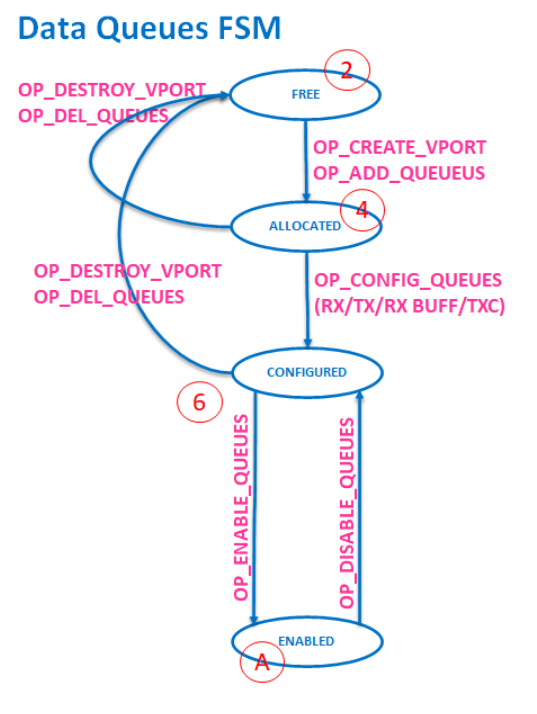 Data Queues FSM
2
OP_DESTROY_VPORT
OP_DEL_QUEUES
FREE
OP_CREATE_VPORT
OP_ADD_QUEUEUS
4
ALLOCATED
OP_DESTROY_VPORT
OP_DEL_QUEUES
OP_CONFIG_QUEUES
(RX/TX/RX BUFF/TXC)
CONFIGURED
6
OP_ENABLE_QUEUES
OP_DISABLE_QUEUES
ENABLED
A